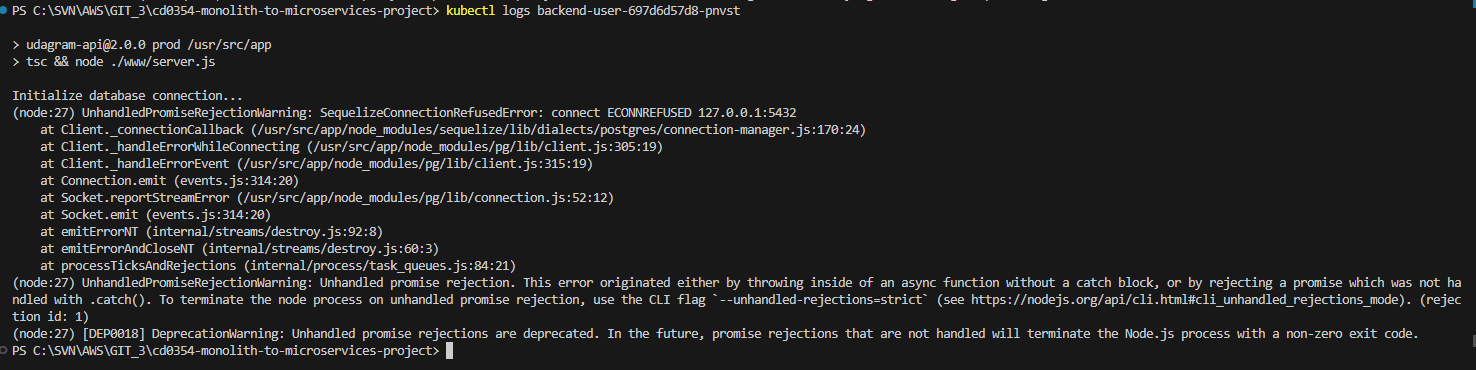 PS C:\SVN\AWS\GIT_3\cd0354-monolith-to-microservices-project> kubectl logs backend-user-697d6d57d8-pnvst
> udagram-api@2.0.0 prod /usr/src/app
> tsc && node ./www/server.js
Initialize database connection...
(node:27) UnhandledPromiseRejectionWarning: SequelizeConnectionRefusedError: connect ECONNREFUSED 127.0.0.1:5432
    at Client._connectionCallback (/usr/src/app/node_modules/sequelize/lib/dialects/postgres/connection-manager.js:170:24)
    at Client._handleErrorWhileConnecting (/usr/src/app/node_modules/pg/lib/client.js:305:19)
    at Client._handleErrorEvent (/usr/src/app/node_modules/pg/lib/client.js:315:19)
    at Connection.emit (events.js:314:20)
    at Socket.reportStreamError (/usr/src/app/node_modules/pg/lib/connection.js:52:12)
    at Socket.emit (events.js:314:20)
    at emitErrorNT (internal/streams/destroy.js:92:8)
    at emitErrorAndCloseNT (internal/streams/destroy.js:60:3)
    at processTicksAndRejections (internal/process/task_queues.js:84:21)
(node:27) UnhandledPromiseRejectionWarning: Unhandled promise rejection. This error originated either by throwing inside of an async function without a catch block, or by rejecting a promise which was not ha
ndled with .catch(). To terminate the node process on unhandled promise rejection, use the CLI flag `--unhandled-rejections=strict` (see https://nodejs.org/api/cli.html#cli_unhandled_rejections_mode). (rejec
tion id: 1)
(node:27) [DEP0018] DeprecationWarning: Unhandled promise rejections are deprecated. In the future, promise rejections that are not handled will terminate the Node.js process with a non-zero exit code.
PS C:\SVN\AWS\GIT_3\cd0354-monolith-to-microservices-project>